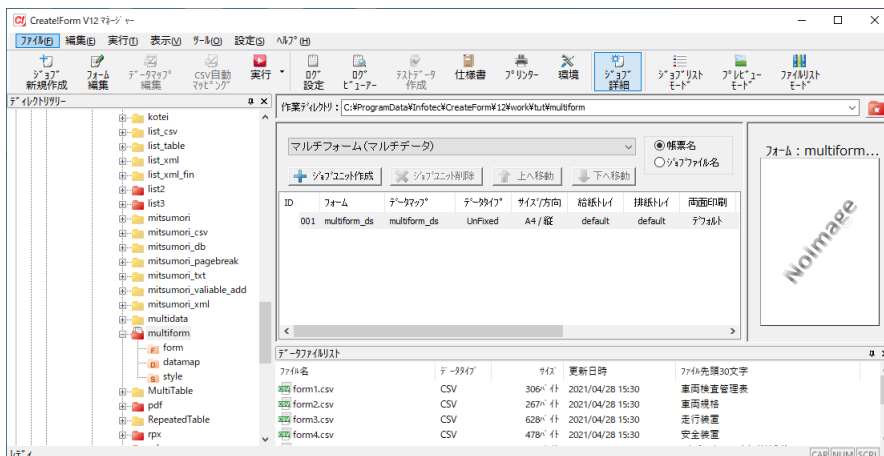 Create!Form V12 ﾏﾈｰｼﾞｬｰ
ﾌｧｲﾙ(F) 編集(E) 実行(T) 表示(V) ﾂｰﾙ(O) 設定(S) ﾍﾙﾌﾟ(H)
ｼﾞｮﾌﾞ新規作成 ﾌｫｰﾑ編集 ﾃﾞｰﾀﾏｯﾌﾟ編集 CSV自動ﾏｯﾋﾟﾝｸﾞ 実行 ﾛｸﾞ設定 ﾛｸﾞﾋﾞｭｰｱｰ ﾃｽﾄﾃﾞｰﾀ作成 仕様書 ﾌﾟﾘﾝﾀｰ 環境 ｼﾞｮﾌﾞ詳細 ｼﾞｮﾌﾞﾘｽﾄﾓｰﾄﾞ ﾌﾟﾚﾋﾞｭｰﾓｰﾄﾞ ﾌｧｲﾙﾘｽﾄﾓｰﾄﾞ
ﾃﾞｨﾚｸﾄﾘﾂﾘｰ
kotei
list_csv
list_table
list_xml
list_xml_fin
list2
list3
mitsumori
mitsumori_csv
mitsumori_db
mitsumori_pagebreak
mitsumori_txt
mitsumori_valiable_add
mitsumori_xml
multidata
multiform
form
datamap
style
MultiTable
pdf
RepeatedTable
rpx
作業ﾃﾞｨﾚｸﾄﾘ : C:¥ProgramData¥Infotec¥CreateForm¥12¥work¥tut¥multiform
マルチフォーム(マルチデータ)
帳票名
ｼﾞｮﾌﾞﾌｧｲﾙ名
ｼﾞｮﾌﾞﾕﾆｯﾄ作成 ｼﾞｮﾌﾞﾕﾆｯﾄ削除 上へ移動 下へ移動
ID ﾌｫｰﾑ ﾃﾞｰﾀﾏｯﾌﾟ ﾃﾞｰﾀﾀｲﾌﾟ ｻｲｽﾞ/方向 給紙ﾄﾚｲ 排紙ﾄﾚｲ 両面印刷
001 multiform_ds multiform_ds UnFixed A4 / 縦 default default ﾃﾞﾌｫﾙﾄ
ﾌｫｰﾑ : multiform...
NoImage
ﾃﾞｰﾀﾌｧｲﾙﾘｽﾄ
ﾌｧｲﾙ名 ﾃﾞｰﾀﾀｲﾌﾟ ｻｲｽﾞ 更新日時 ﾌｧｲﾙ先頭30文字
form1.csv CSV 306ﾊﾞｲﾄ 2021/04/28 15:30 車両検査管理表
form2.csv CSV 267ﾊﾞｲﾄ 2021/04/28 15:30 車両規格
form3.csv CSV 628ﾊﾞｲﾄ 2021/04/28 15:30 走行装置
form4.csv CSV 478ﾊﾞｲﾄ 2021/04/28 15:30 安全装置
ﾚﾃﾞｨ
CAP NUM SCRL